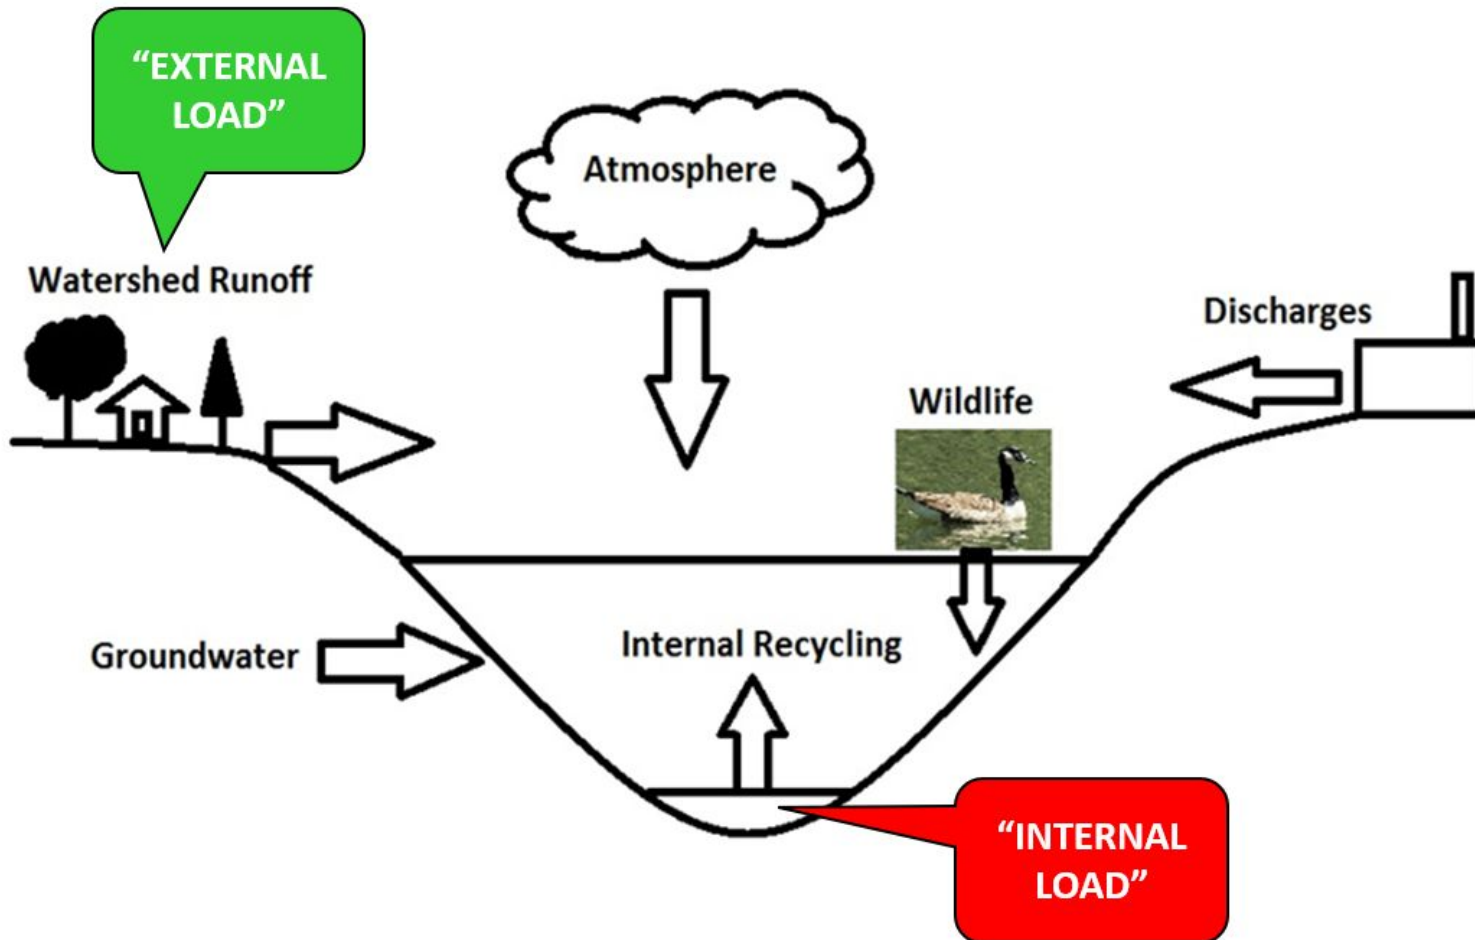 “EXTERNAL
LOAD”
Atmosphere
Watershed Runoff
Discharges
Wildlife
Internal Recycling
Groundwater
“INTERNAL
LOAD”